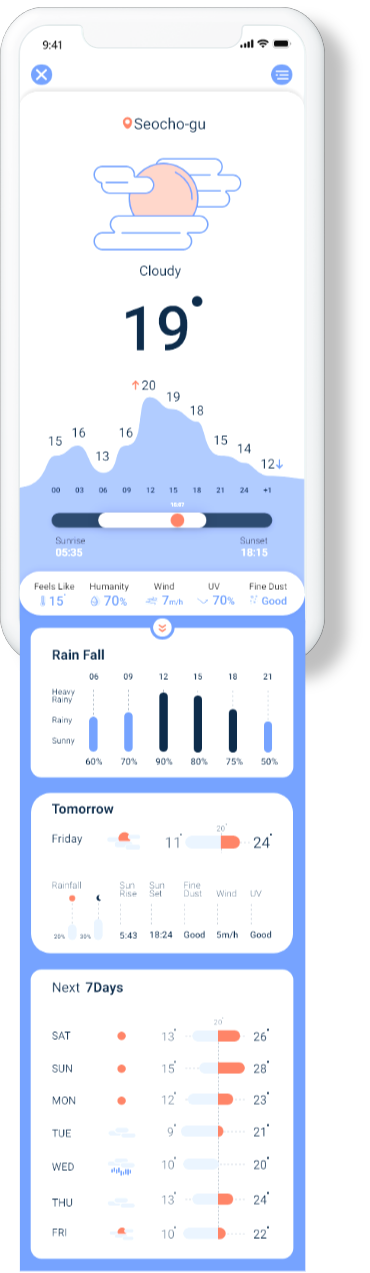 9:41
Seocho-gu
Cloudy
19°
↑20
19
18
16
16
15
15
14
13
12↓
00 03 06 09 12 15 18 21 24 +1
Sunrise Sunset
05:35 18:15
Feels Like Humanity Wind UV Fine Dust
15° 70% 7m/h 70% Good
Rain Fall
06 09 12 15 18 21
Heavy
Rainy
Rainy
Sunny
60% 70% 90% 80% 75% 50%
Tomorrow
20°
Friday 11° 24°
Rainfall Sun Rise Sun Set Fine Dust Wind UV
20% 30% 5:43 18:24 Good 5m/h Good
Next 7Days
20°
SAT 13° 26°
SUN 15° 28°
MON 12° 23°
TUE 9° 21°
WED 10° 20°
THU 13° 24°
FRI 10° 22°